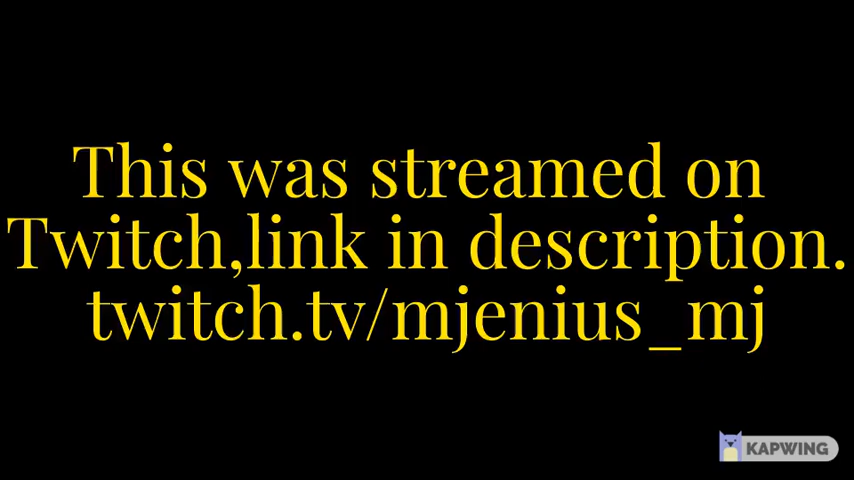 This was streamed on
Twitch,link in description.
twitch.tv/mjenius_mj
KAPWING